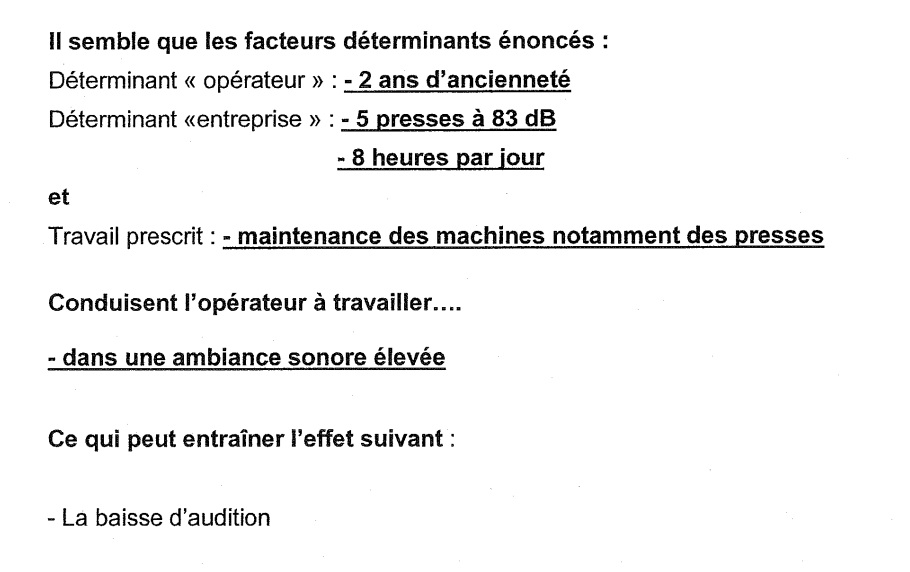 Il semble que les facteurs déterminants énoncés :
Déterminant « opérateur » : - 2 ans d'ancienneté
Déterminant «entreprise » : - 5 presses à 83 dB
- 8 heures par jour
et
Travail prescrit : - maintenance des machines notamment des presses
Conduisent l'opérateur à travailler....
- dans une ambiance sonore élevée
Ce qui peut entraîner l'effet suivant :
- La baisse d'audition